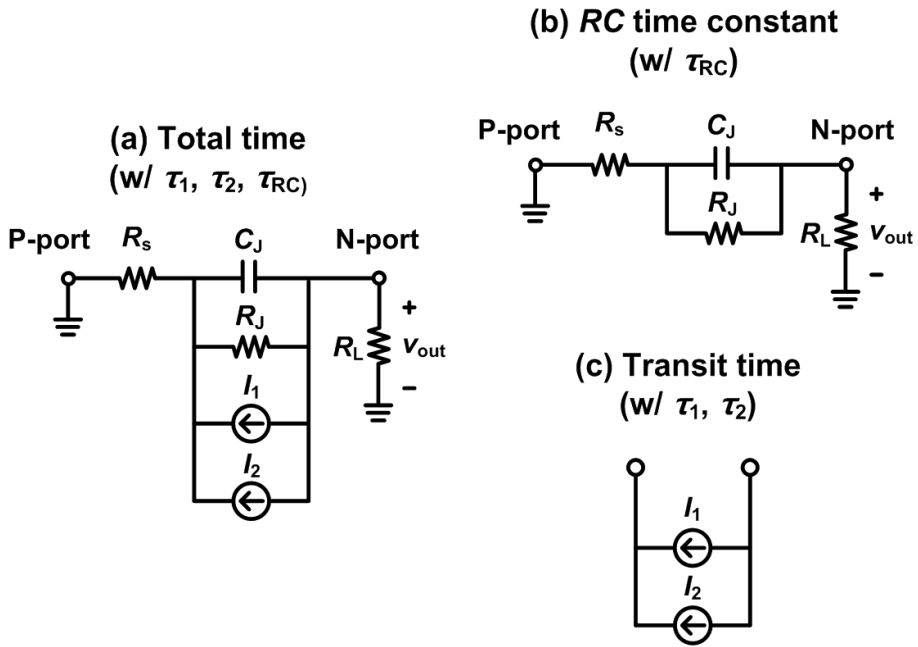 (a) Total time
(w/ τ1, τ2, τRC)
P-port
Rs
CJ
N-port
RJ
I1
I2
RL
+
vout
−
(b) RC time constant
(w/ τRC)
P-port
Rs
CJ
N-port
RJ
RL
+
vout
−
(c) Transit time
(w/ τ1, τ2)
I1
I2